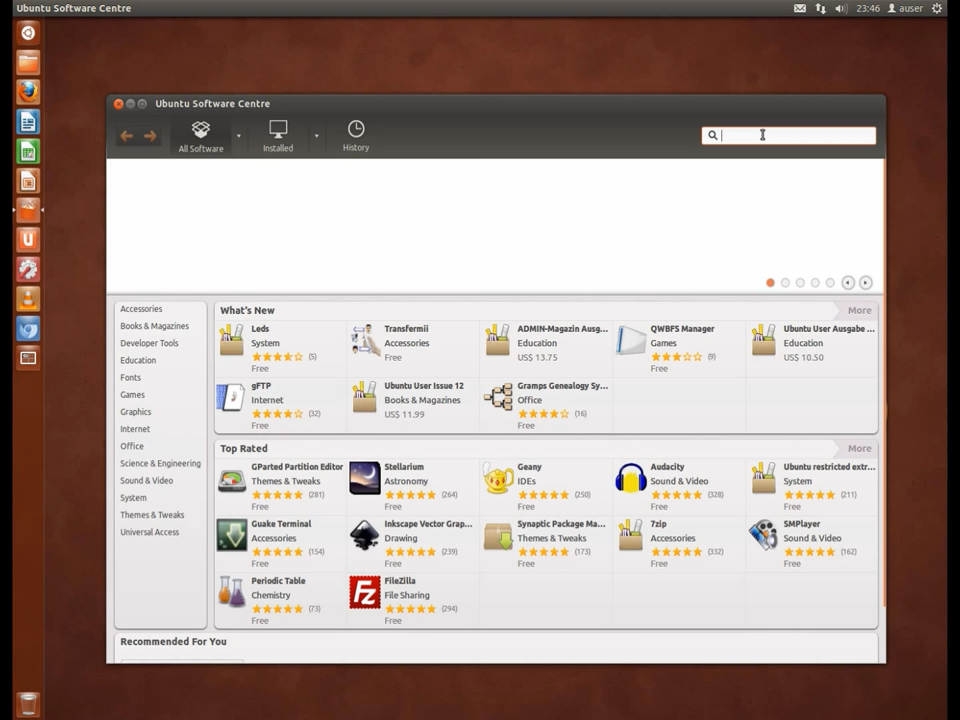 Ubuntu Software Centre
23:46
auser
Ubuntu Software Centre
All Software
Installed
History
Accessories
Books & Magazines
Developer Tools
Education
Fonts
Games
Graphics
Internet
Office
Science & Engineering
Sound & Video
System
Themes & Tweaks
Universal Access
What's New
More
Leds
System
(5)
Free
Transfermii
Accessories
Free
ADMIN-Magazin Ausg...
Education
US$ 13.75
QWBFS Manager
Games
(9)
Free
Ubuntu User Ausgabe ...
Education
US$ 10.50
gFTP
Internet
(32)
Free
Ubuntu User Issue 12
Books & Magazines
US$ 11.99
Gramps Genealogy Sy...
Office
(16)
Free
Top Rated
More
GParted Partition Editor
Themes & Tweaks
(281)
Free
Stellarium
Astronomy
(264)
Free
Geany
IDEs
(250)
Free
Audacity
Sound & Video
(328)
Free
Ubuntu restricted extr...
System
(211)
Free
Guake Terminal
Accessories
(154)
Free
Inkscape Vector Grap...
Drawing
(239)
Free
Synaptic Package Ma...
Themes & Tweaks
(173)
Free
7zip
Accessories
(332)
Free
SMPlayer
Sound & Video
(162)
Free
Periodic Table
Chemistry
(73)
Free
FileZilla
File Sharing
(294)
Free
Recommended For You